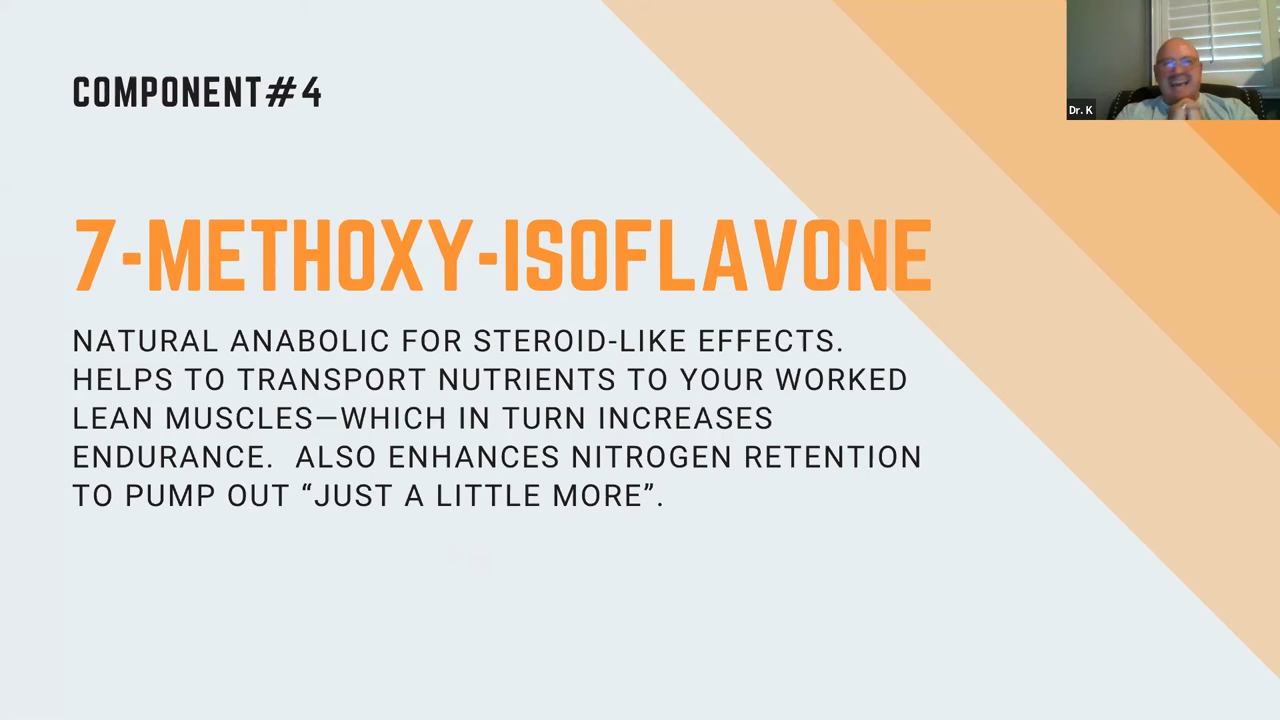 COMPONENT#4
Dr. K
7-METHOXY-ISOFLAVONE
NATURAL ANABOLIC FOR STEROID-LIKE EFFECTS.
HELPS TO TRANSPORT NUTRIENTS TO YOUR WORKED
LEAN MUSCLES—WHICH IN TURN INCREASES
ENDURANCE.  ALSO ENHANCES NITROGEN RETENTION
TO PUMP OUT “JUST A LITTLE MORE”.